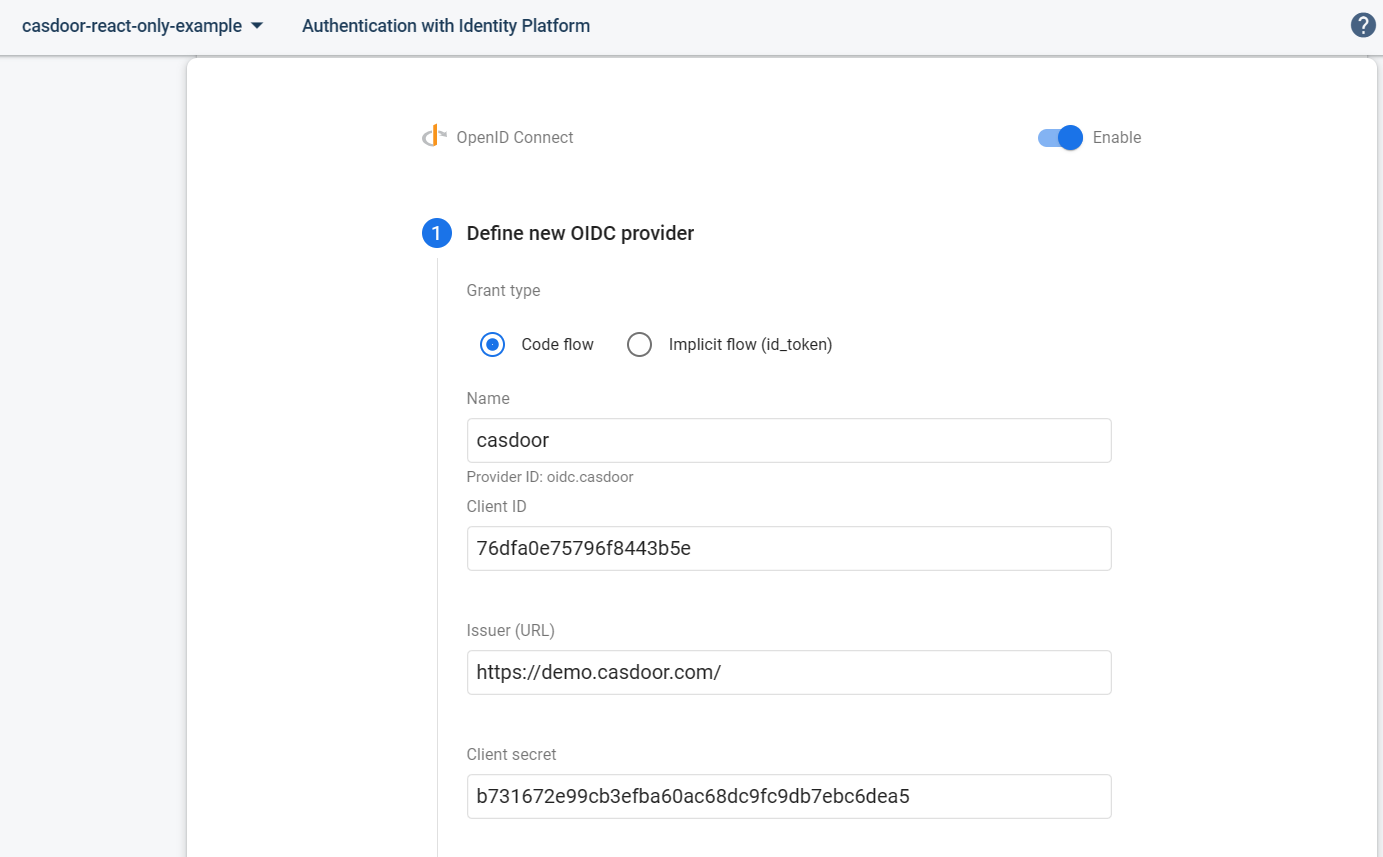 casdoor-react-only-example Authentication with Identity Platform ?
OpenID Connect Enable
1 Define new OIDC provider
Grant type
Code flow Implicit flow (id_token)
Name
casdoor
Provider ID: oidc.casdoor
Client ID
76dfa0e75796f8443b5e
Issuer (URL)
https://demo.casdoor.com/
Client secret
b731672e99cb3efba60ac68dc9fc9db7ebc6dea5